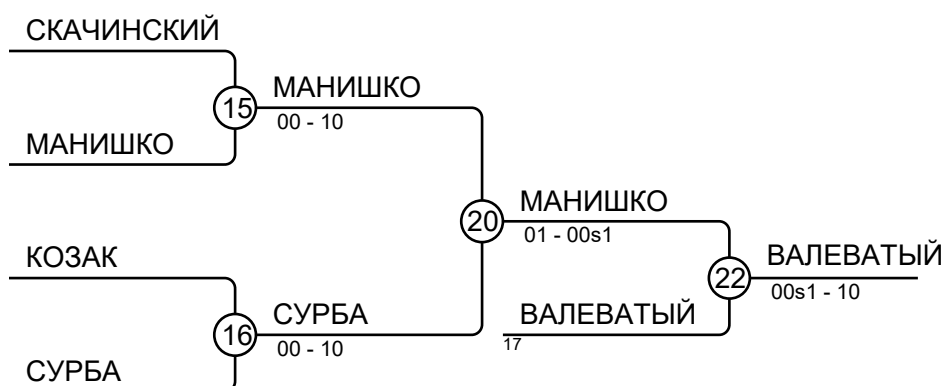 СКАЧИНСКИЙ
15
МАНИШКО
00 - 10
МАНИШКО
20
МАНИШКО
01 - 00s1
КОЗАК
22
ВАЛЕВАТЫЙ
00s1 - 10
16
СУРБА
00 - 10
ВАЛЕВАТЫЙ
17
СУРБА